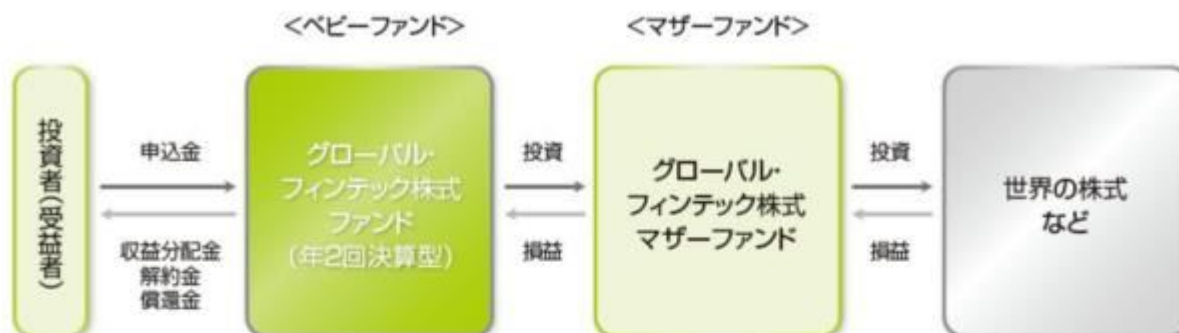 <ベビーファンド>
<マザーファンド>
投資者(受益者)
申込金
収益分配金
解約金
償還金
グローバル・
フィンテック株式
ファンド
(年2回決算型)
投資
損益
グローバル・
フィンテック株式
マザーファンド
投資
損益
世界の株式
など